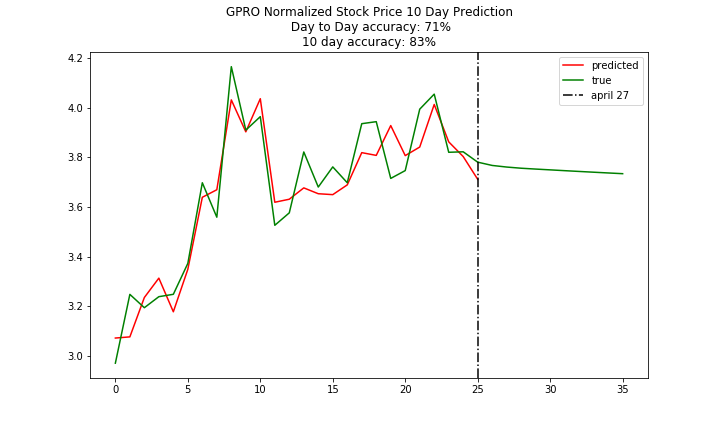 GPRO Normalized Stock Price 10 Day Prediction
Day to Day accuracy: 71%
10 day accuracy: 83%
predicted
true
april 27
4.2
4.0
3.8
3.6
3.4
3.2
3.0
0 5 10 15 20 25 30 35